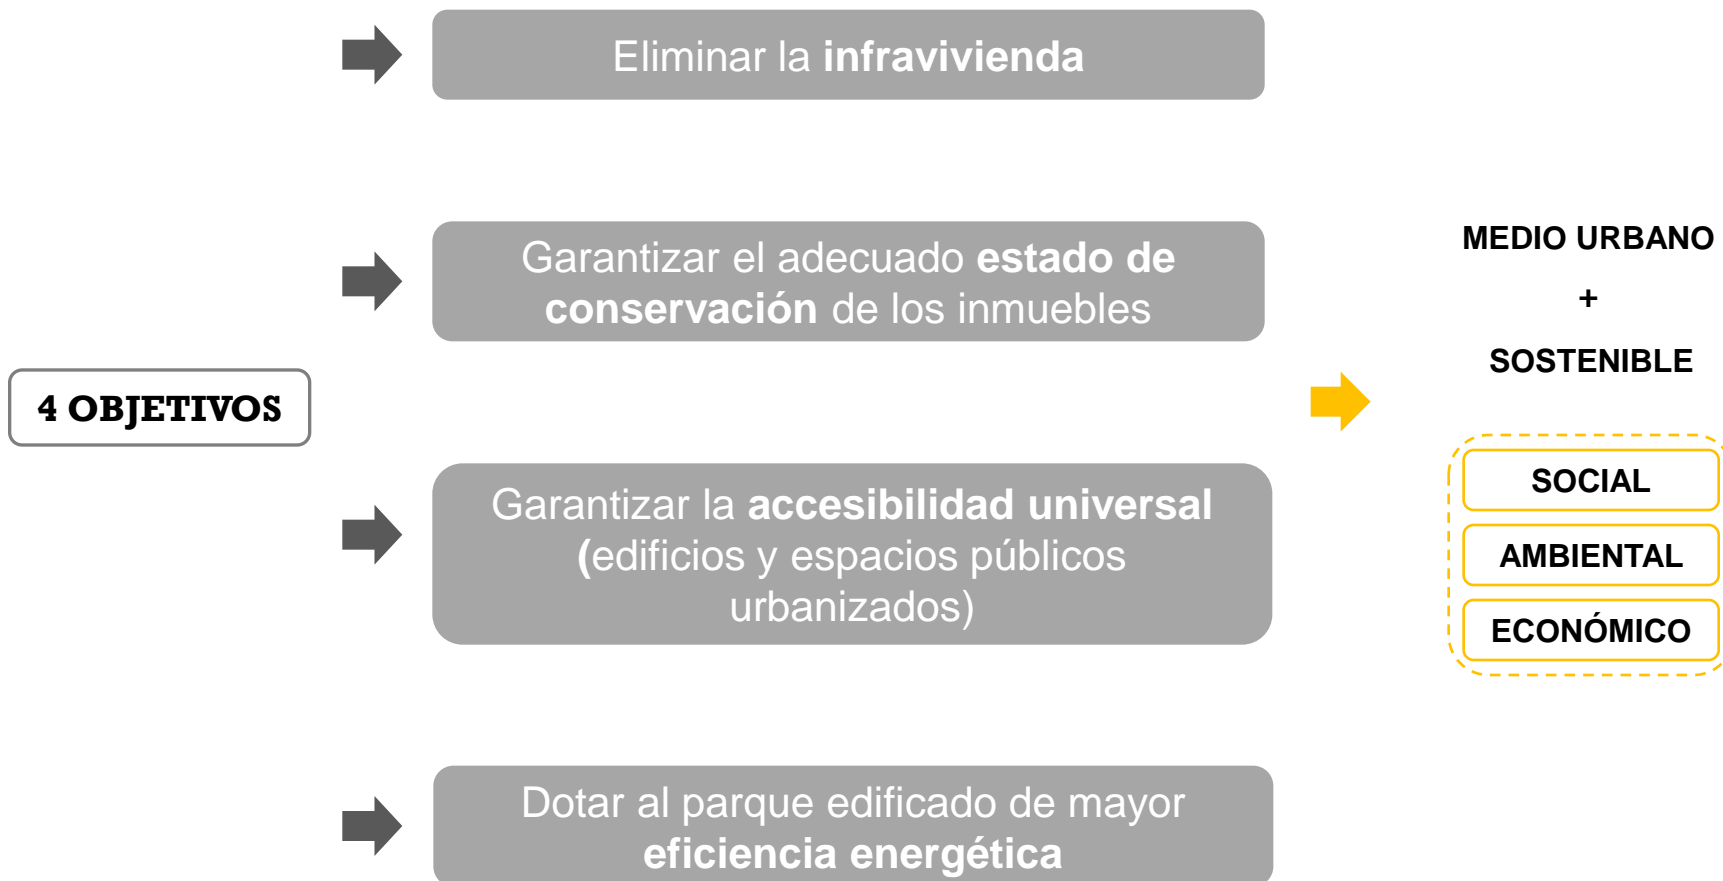 4 OBJETIVOS
Eliminar la infravivienda
Garantizar el adecuado estado de
conservación de los inmuebles
Garantizar la accesibilidad universal
(edificios y espacios públicos
urbanizados)
Dotar al parque edificado de mayor
eficiencia energética
MEDIO URBANO
+
SOSTENIBLE
SOCIAL
AMBIENTAL
ECONÓMICO